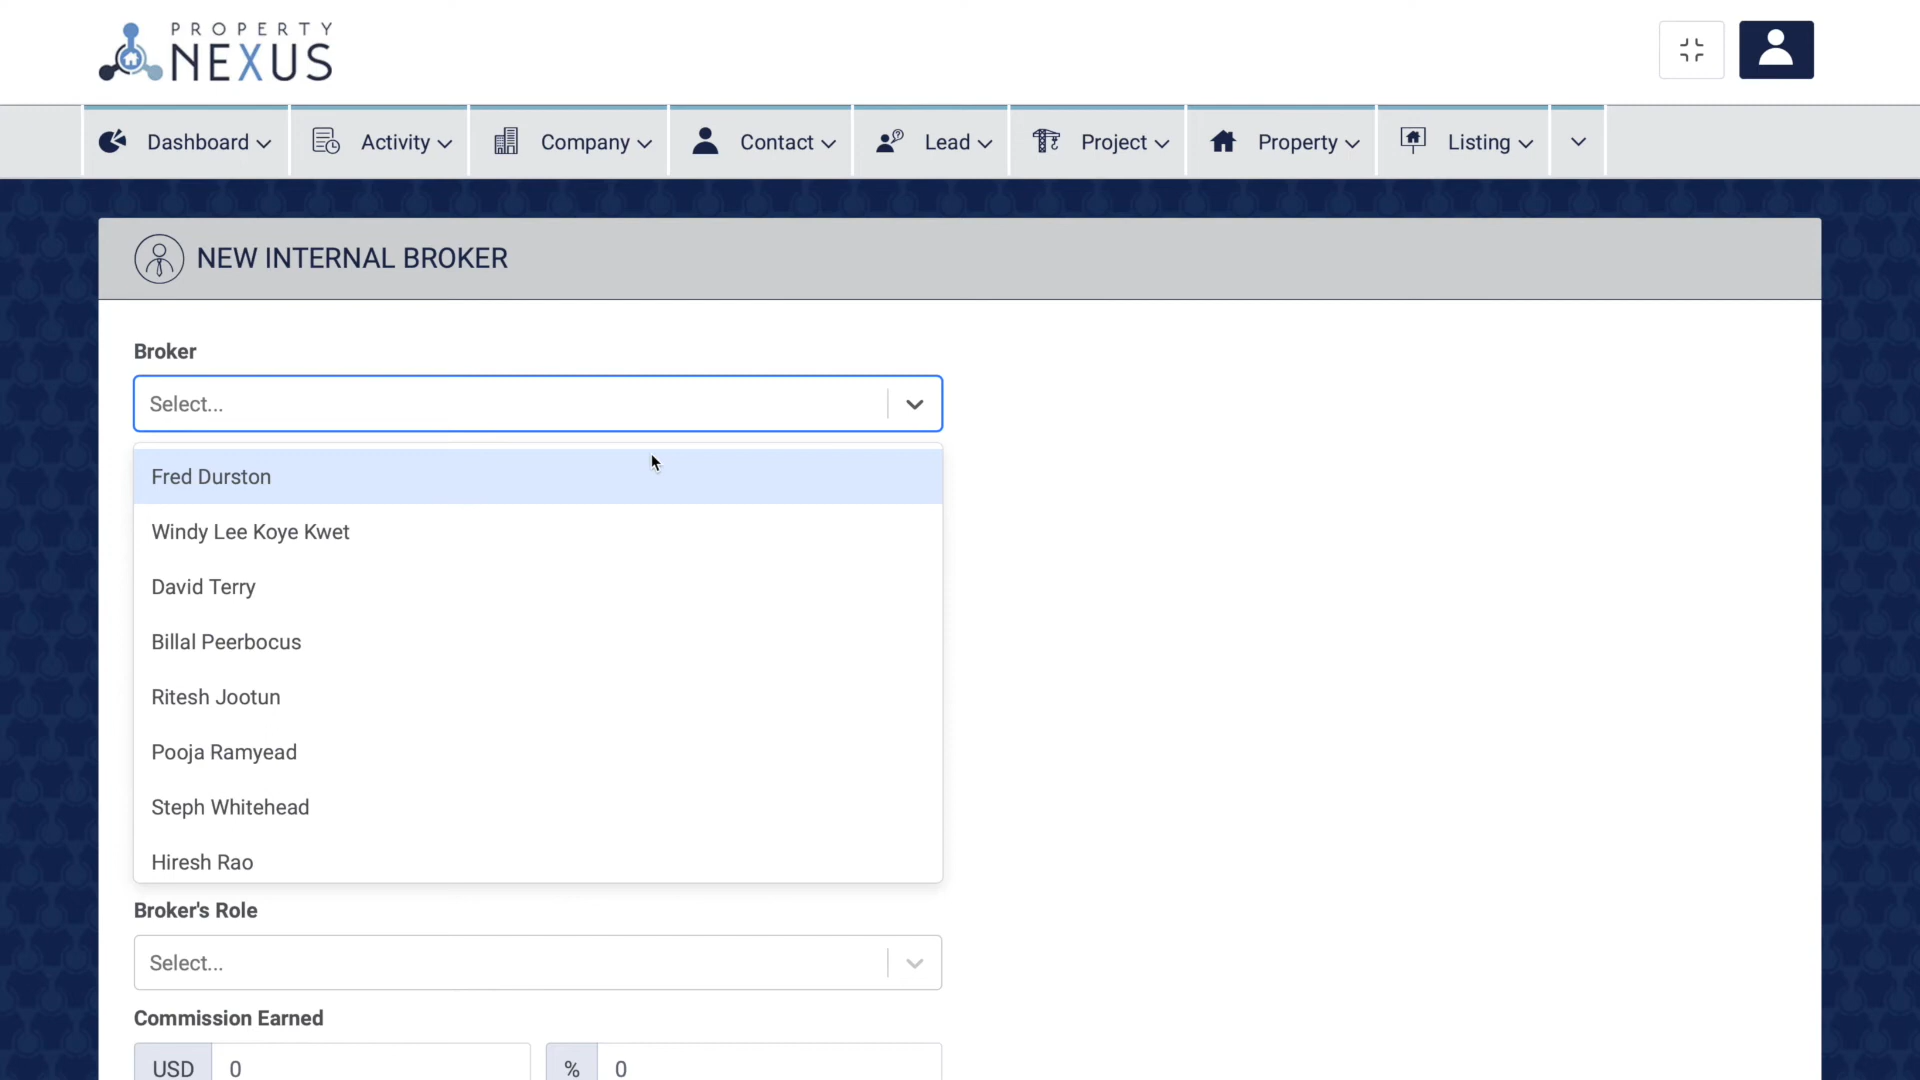 PROPERTY
NEXUS
Dashboard
Activity
Company
Contact
Lead
Project
Property
Listing
NEW INTERNAL BROKER
Broker
Select...
Fred Durston
Windy Lee Koye Kwet
David Terry
Billal Peerbocus
Ritesh Jootun
Pooja Ramyead
Steph Whitehead
Hiresh Rao
Broker's Role
Select...
Commission Earned
USD 0 % 0